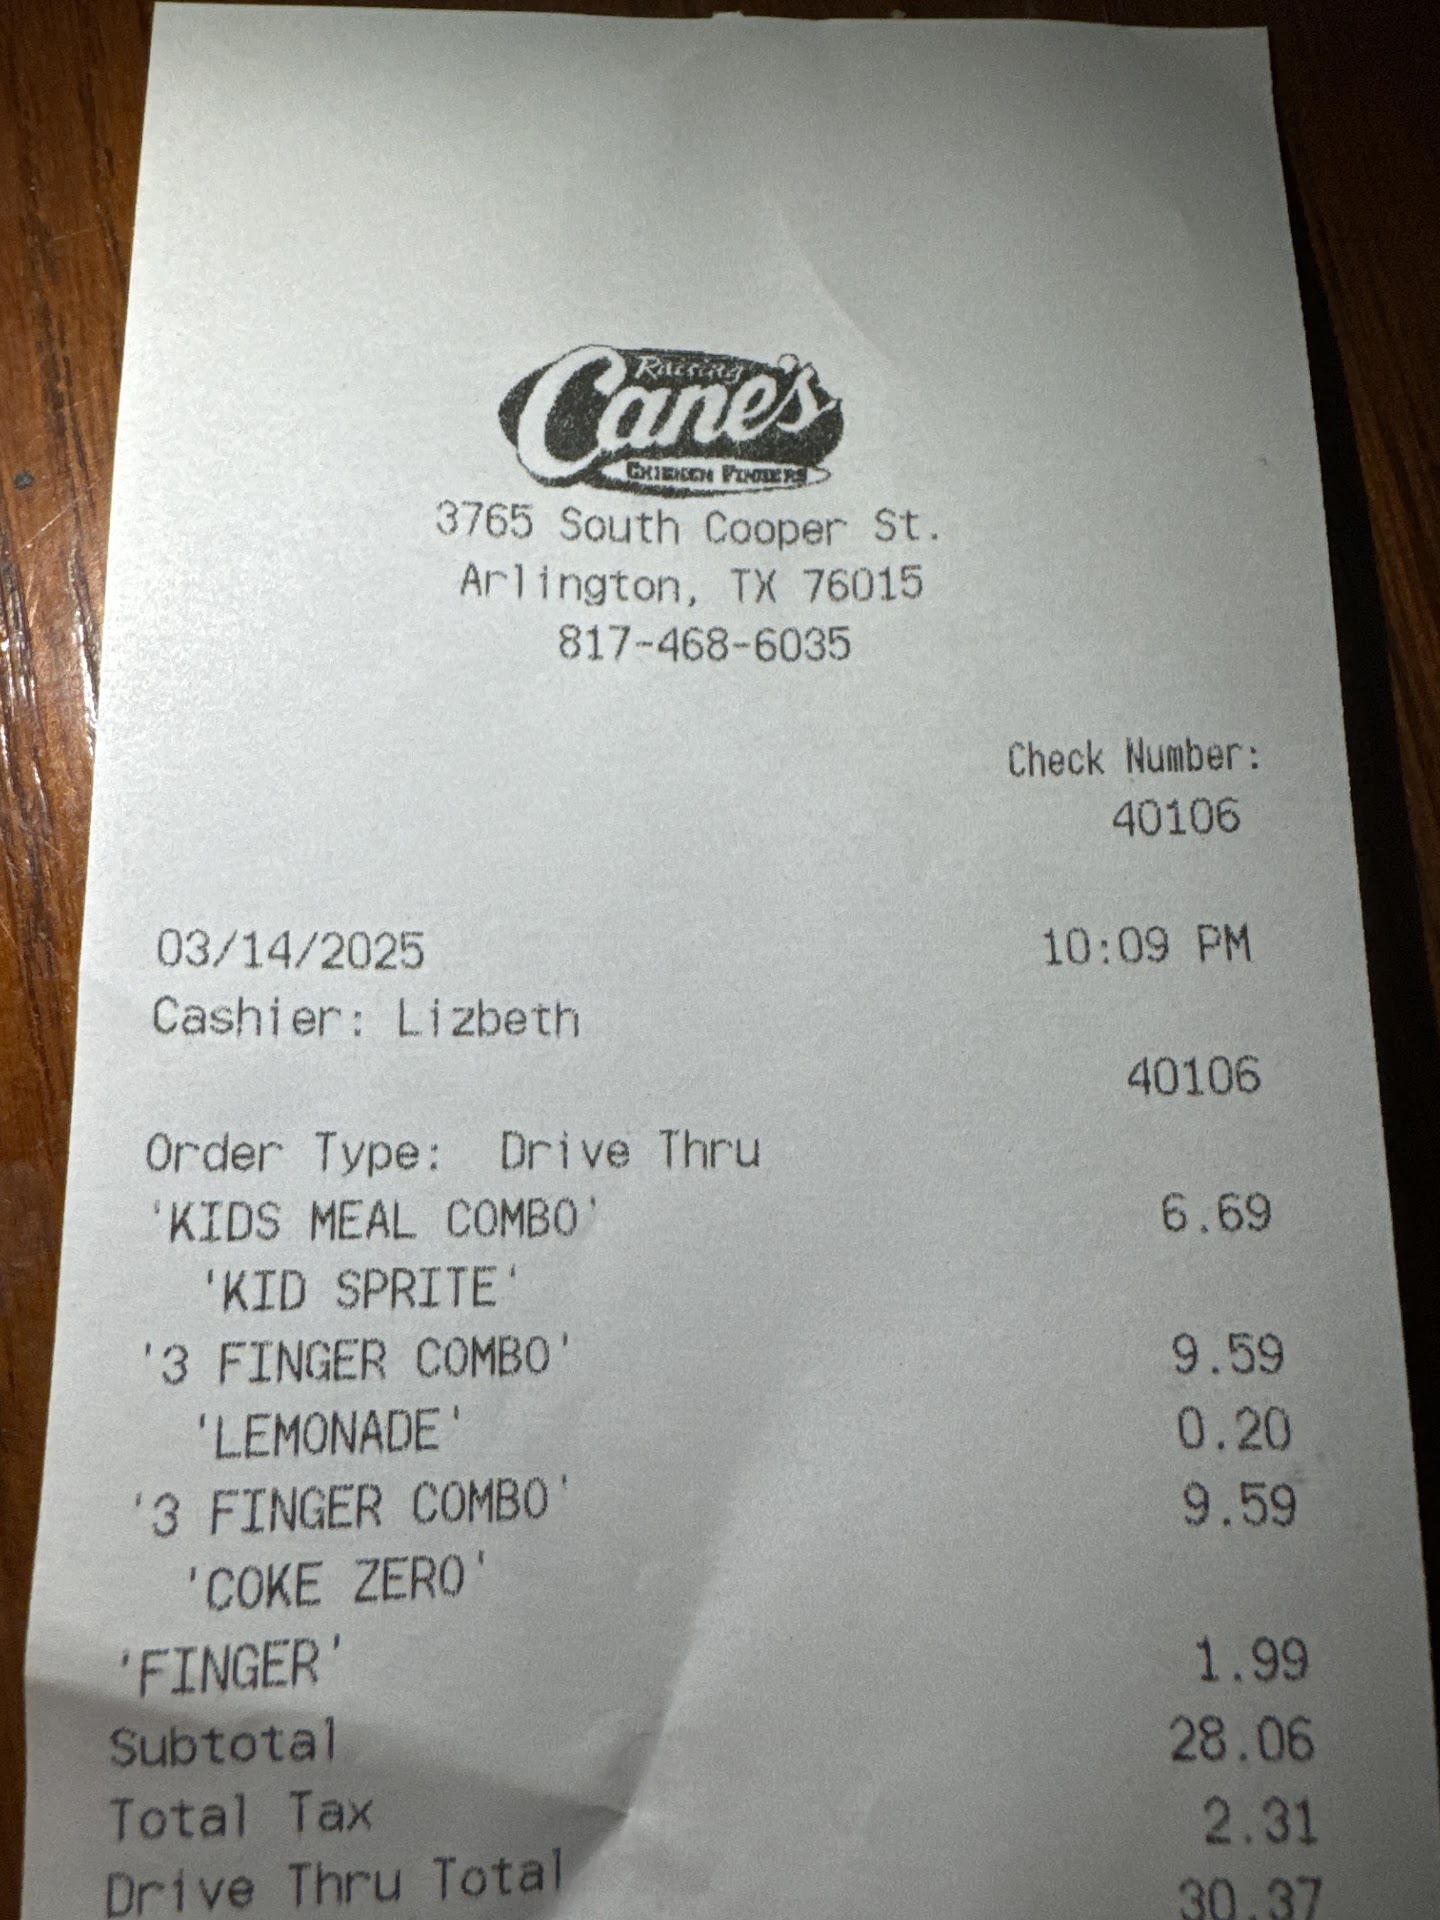 Raising
Cane's
CHICKEN FINGERS
3765 South Cooper St.
Arlington, TX 76015
817-468-6035
Check Number:
40106
03/14/2025 10:09 PM
Cashier: Lizbeth
40106
Order Type: Drive Thru
'KIDS MEAL COMBO' 6.69
'KID SPRITE'
'3 FINGER COMBO' 9.59
'LEMONADE' 0.20
'3 FINGER COMBO' 9.59
'COKE ZERO'
'FINGER' 1.99
Subtotal 28.06
Total Tax 2.31
Drive Thru Total 30.37